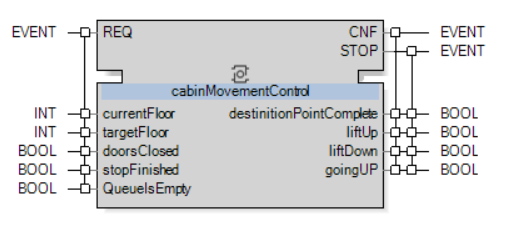 EVENT REQ CNF EVENT
STOP EVENT
cabinMovementControl
INT currentFloor destinitionPointComplete BOOL
INT targetFloor liftUp BOOL
BOOL doorsClosed liftDown BOOL
BOOL stopFinished goingUP BOOL
BOOL QueueIsEmpty